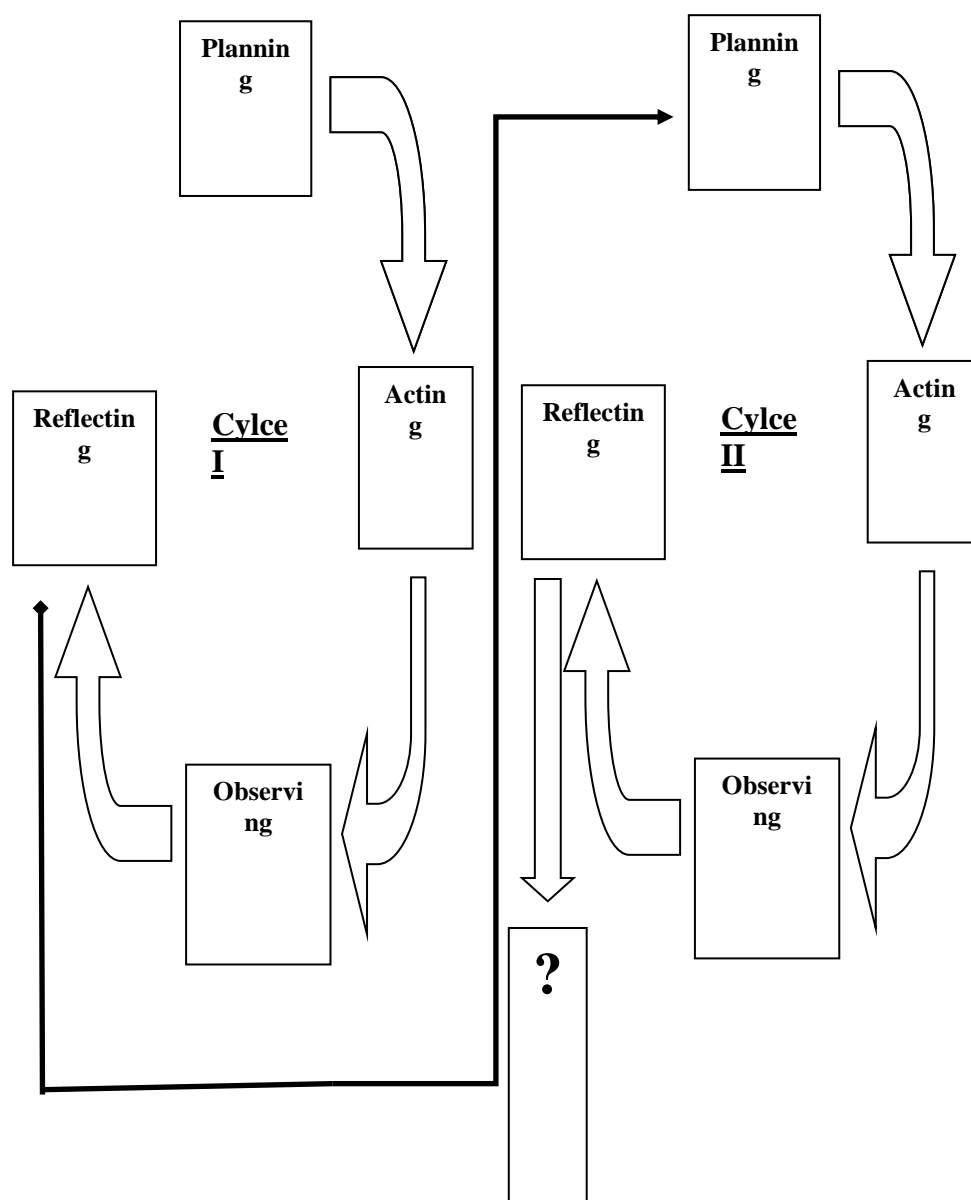 Plannin
g
Actin
g
Reflectin
g
Cylce
I
Observi
ng
Plannin
g
Actin
g
Reflectin
g
Cylce
II
Observi
ng
?